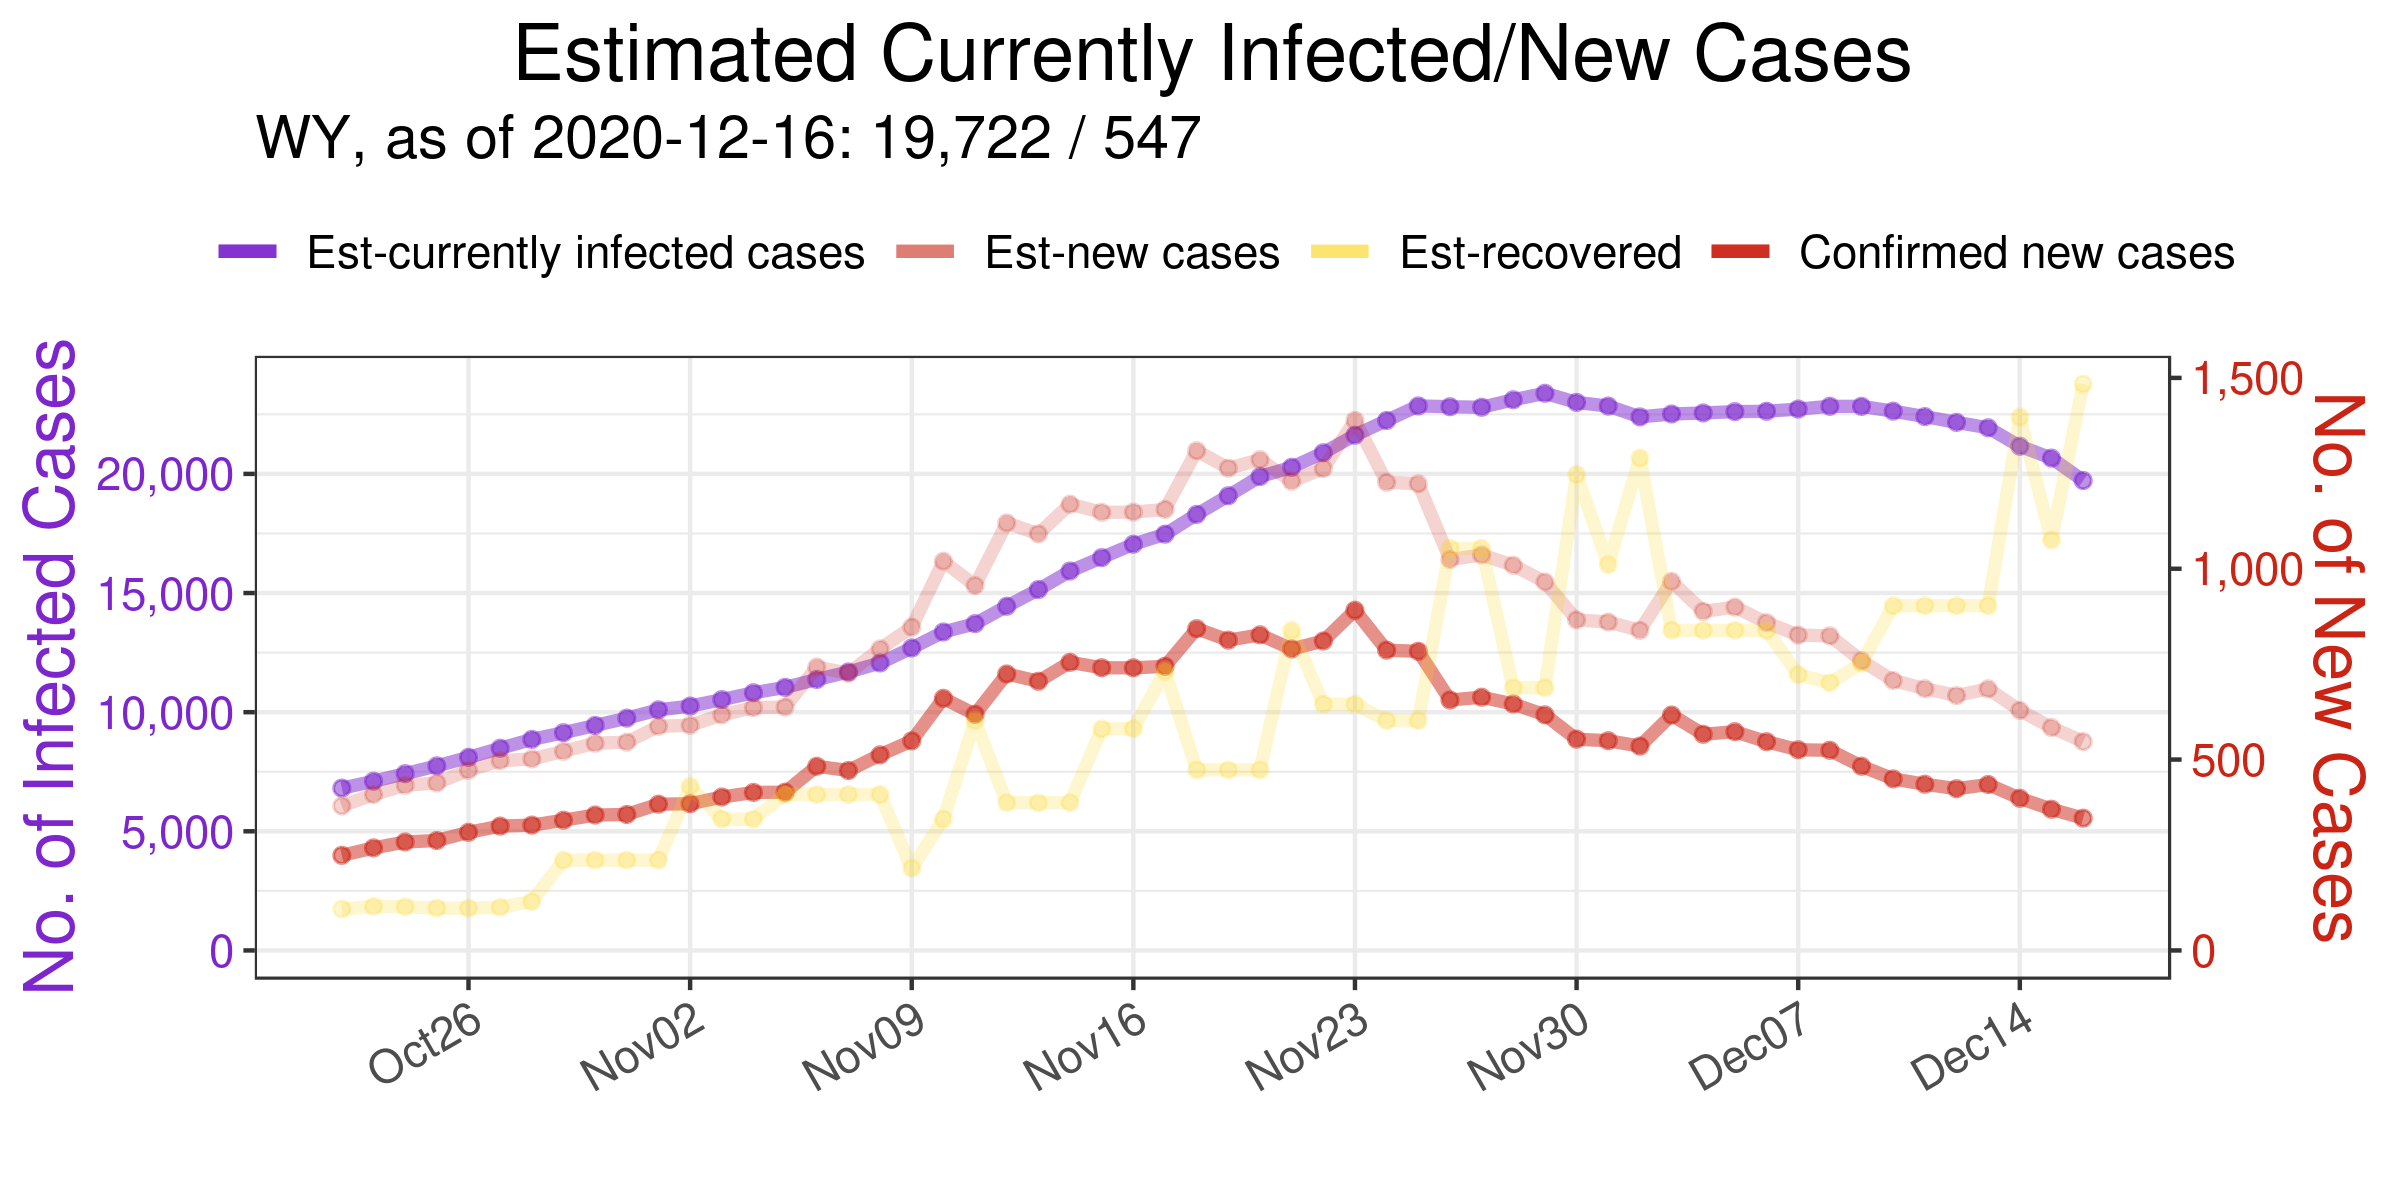 Estimated Currently Infected/New Cases
WY, as of 2020-12-16: 19,722 / 547
Est-currently infected cases Est-new cases Est-recovered Confirmed new cases
No. of Infected Cases
20,000
15,000
10,000
5,000
0
1,500
1,000
500
0
No. of New Cases
Oct26 Nov02 Nov09 Nov16 Nov23 Nov30 Dec07 Dec14